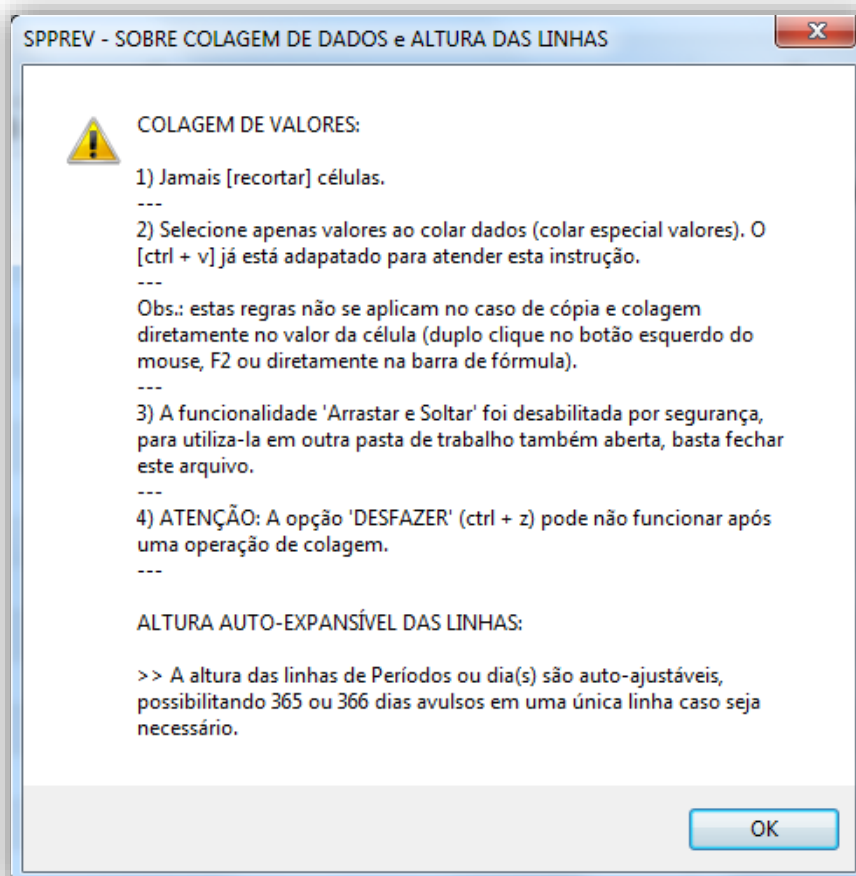 SPPREV - SOBRE COLAGEM DE DADOS e ALTURA DAS LINHAS
x
COLAGEM DE VALORES:
1) Jamais [recortar] células.
---
2) Selecione apenas valores ao colar dados (colar especial valores). O
[ctrl + v] já está adapatado para atender esta instrução.
---
Obs.: estas regras não se aplicam no caso de cópia e colagem
diretamente no valor da célula (duplo clique no botão esquerdo do
mouse, F2 ou diretamente na barra de fórmula).
---
3) A funcionalidade 'Arrastar e Soltar' foi desabilitada por segurança,
para utiliza-la em outra pasta de trabalho também aberta, basta fechar
este arquivo.
---
4) ATENÇÃO: A opção 'DESFAZER' (ctrl + z) pode não funcionar após
uma operação de colagem.
---
ALTURA AUTO-EXPANSÍVEL DAS LINHAS:
>> A altura das linhas de Períodos ou dia(s) são auto-ajustáveis,
possibilitando 365 ou 366 dias avulsos em uma única linha caso seja
necessário.
OK